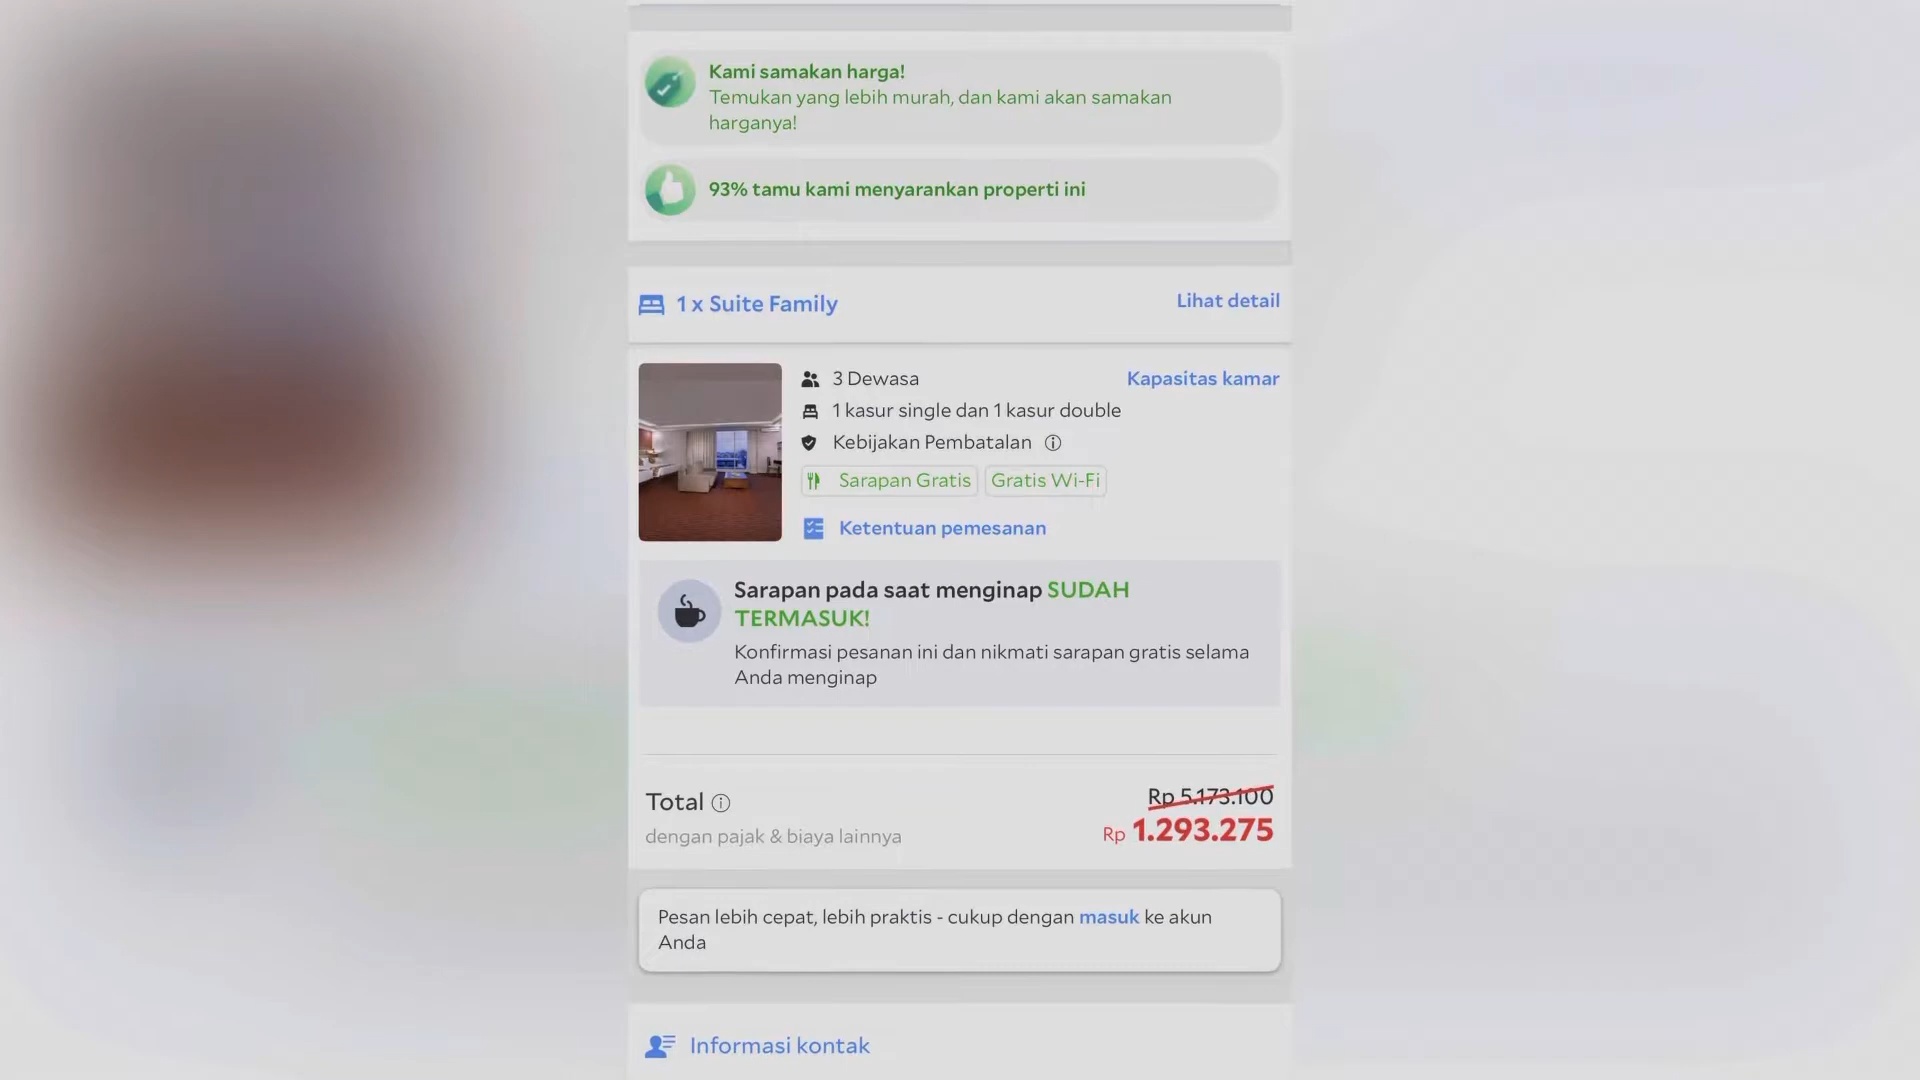 Kami samakan harga!
Temukan yang lebih murah, dan kami akan samakan
harganya!
93% tamu kami menyarankan properti ini
1 x Suite Family
Lihat detail
3 Dewasa
Kapasitas kamar
1 kasur single dan 1 kasur double
Kebijakan Pembatalan
Sarapan Gratis
Gratis Wi-Fi
Ketentuan pemesanan
Sarapan pada saat menginap SUDAH
TERMASUK!
Konfirmasi pesanan ini dan nikmati sarapan gratis selama
Anda menginap
Total
Rp 5.173.100
dengan pajak & biaya lainnya
Rp 1.293.275
Pesan lebih cepat, lebih praktis - cukup dengan masuk ke akun
Anda
Informasi kontak